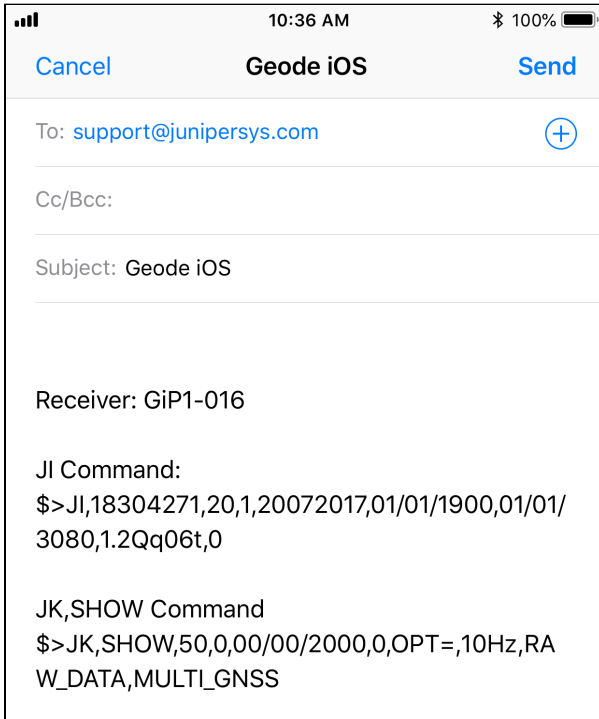 10:36 AM 100%
Cancel Geode iOS Send
To: support@junipersys.com
Cc/Bcc:
Subject: Geode iOS
Receiver: GiP1-016
JI Command:
$>JI,18304271,20,1,20072017,01/01/1900,01/01/
3080,1.2Qq06t,0
JK,SHOW Command
$>JK,SHOW,50,0,00/00/2000,0,OPT=,10Hz,RA
W_DATA,MULTI_GNSS